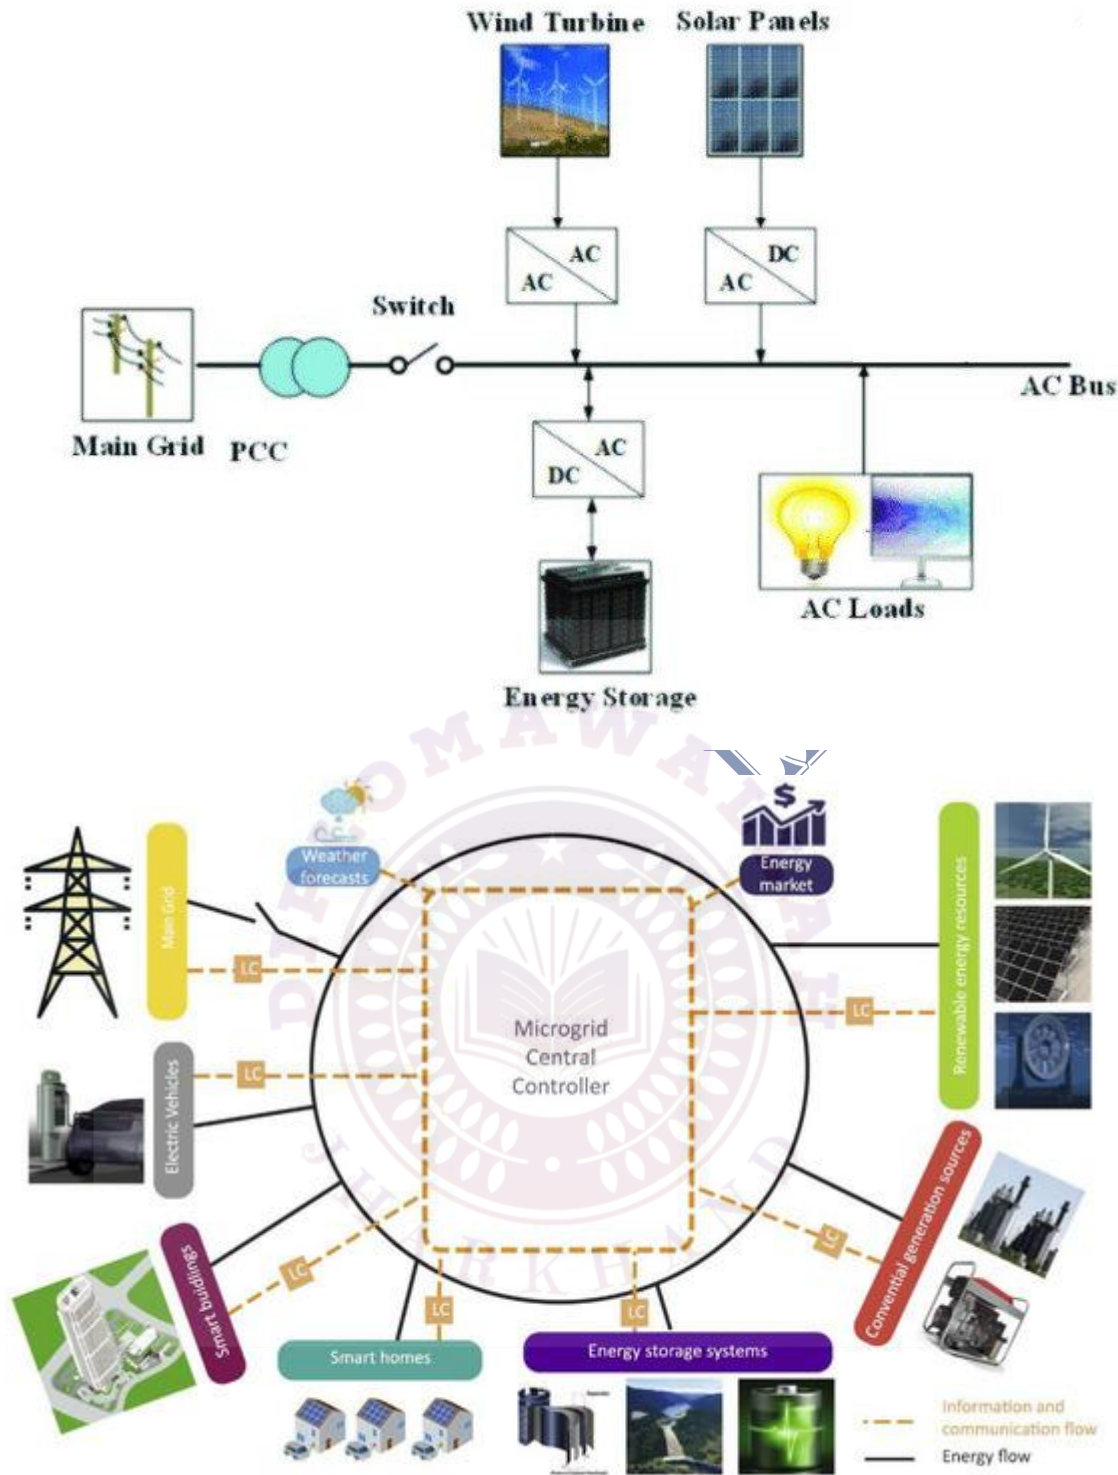 Wind Turbine
Solar Panels
AC
AC
DC
AC
Switch
Main Grid
PCC
AC Bus
AC
DC
AC Loads
Energy Storage
DIPLOMAWALLAH
JHARKHAND
Weather
forecasts
$
Energy
market
Main Grid
LC
Renewable energy resources
LC
Microgrid
Central
Controller
Electric Vehicles
LC
Convential generation sources
LC
Smart buildings
LC
Smart homes
LC
Energy storage systems
LC
Information and
communication flow
Energy flow